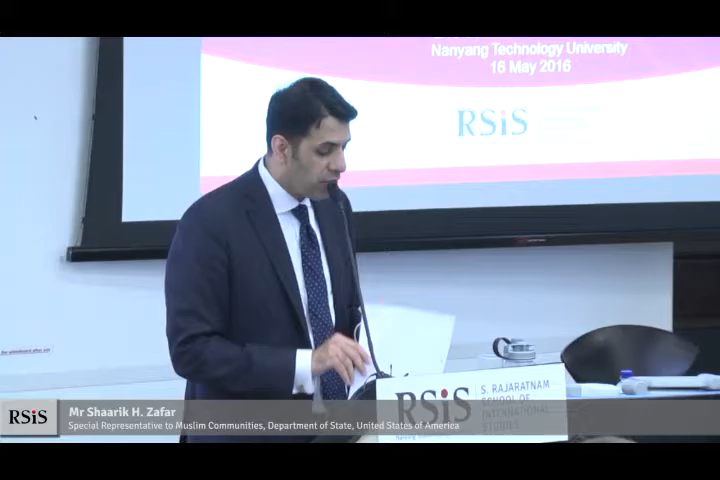 Nanyang Technology University
16 May 2016
RSiS
RSiS
S. RAJARATNAM
SCHOOL OF
INTERNATIONAL
STUDIES
RSiS
Mr Shaarik H. Zafar
Special Representative to Muslim Communities, Department of State, United States of America